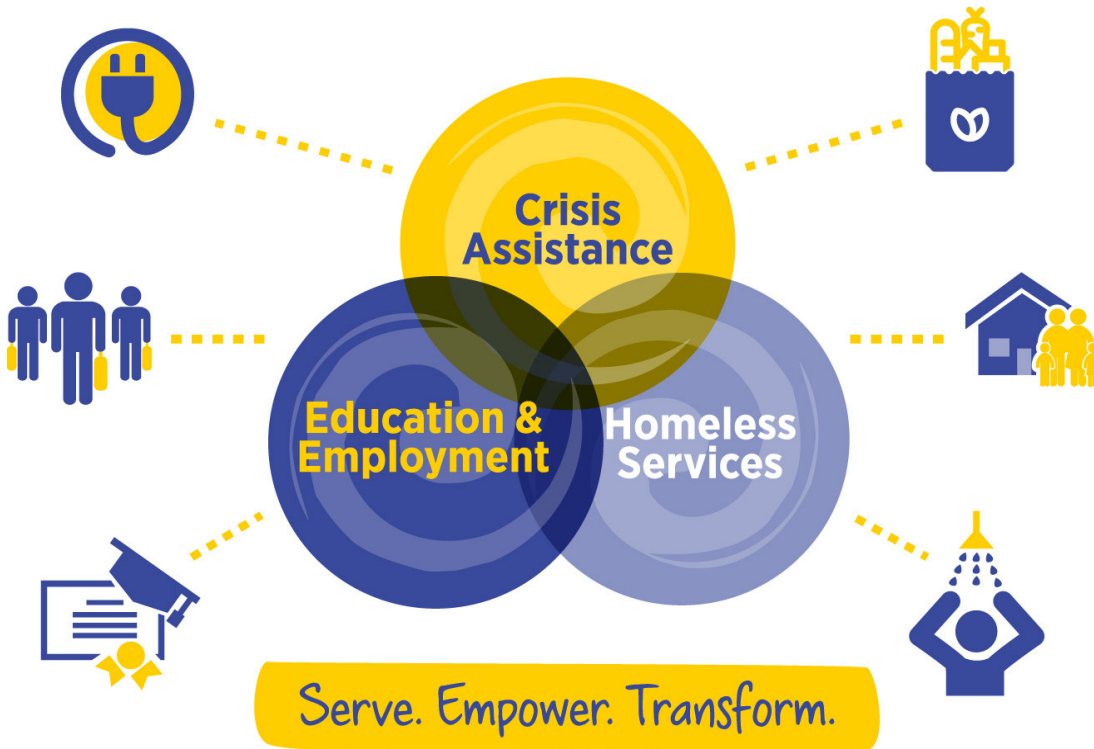 Crisis
Assistance
Education &
Employment
Homeless
Services
Serve. Empower. Transform.